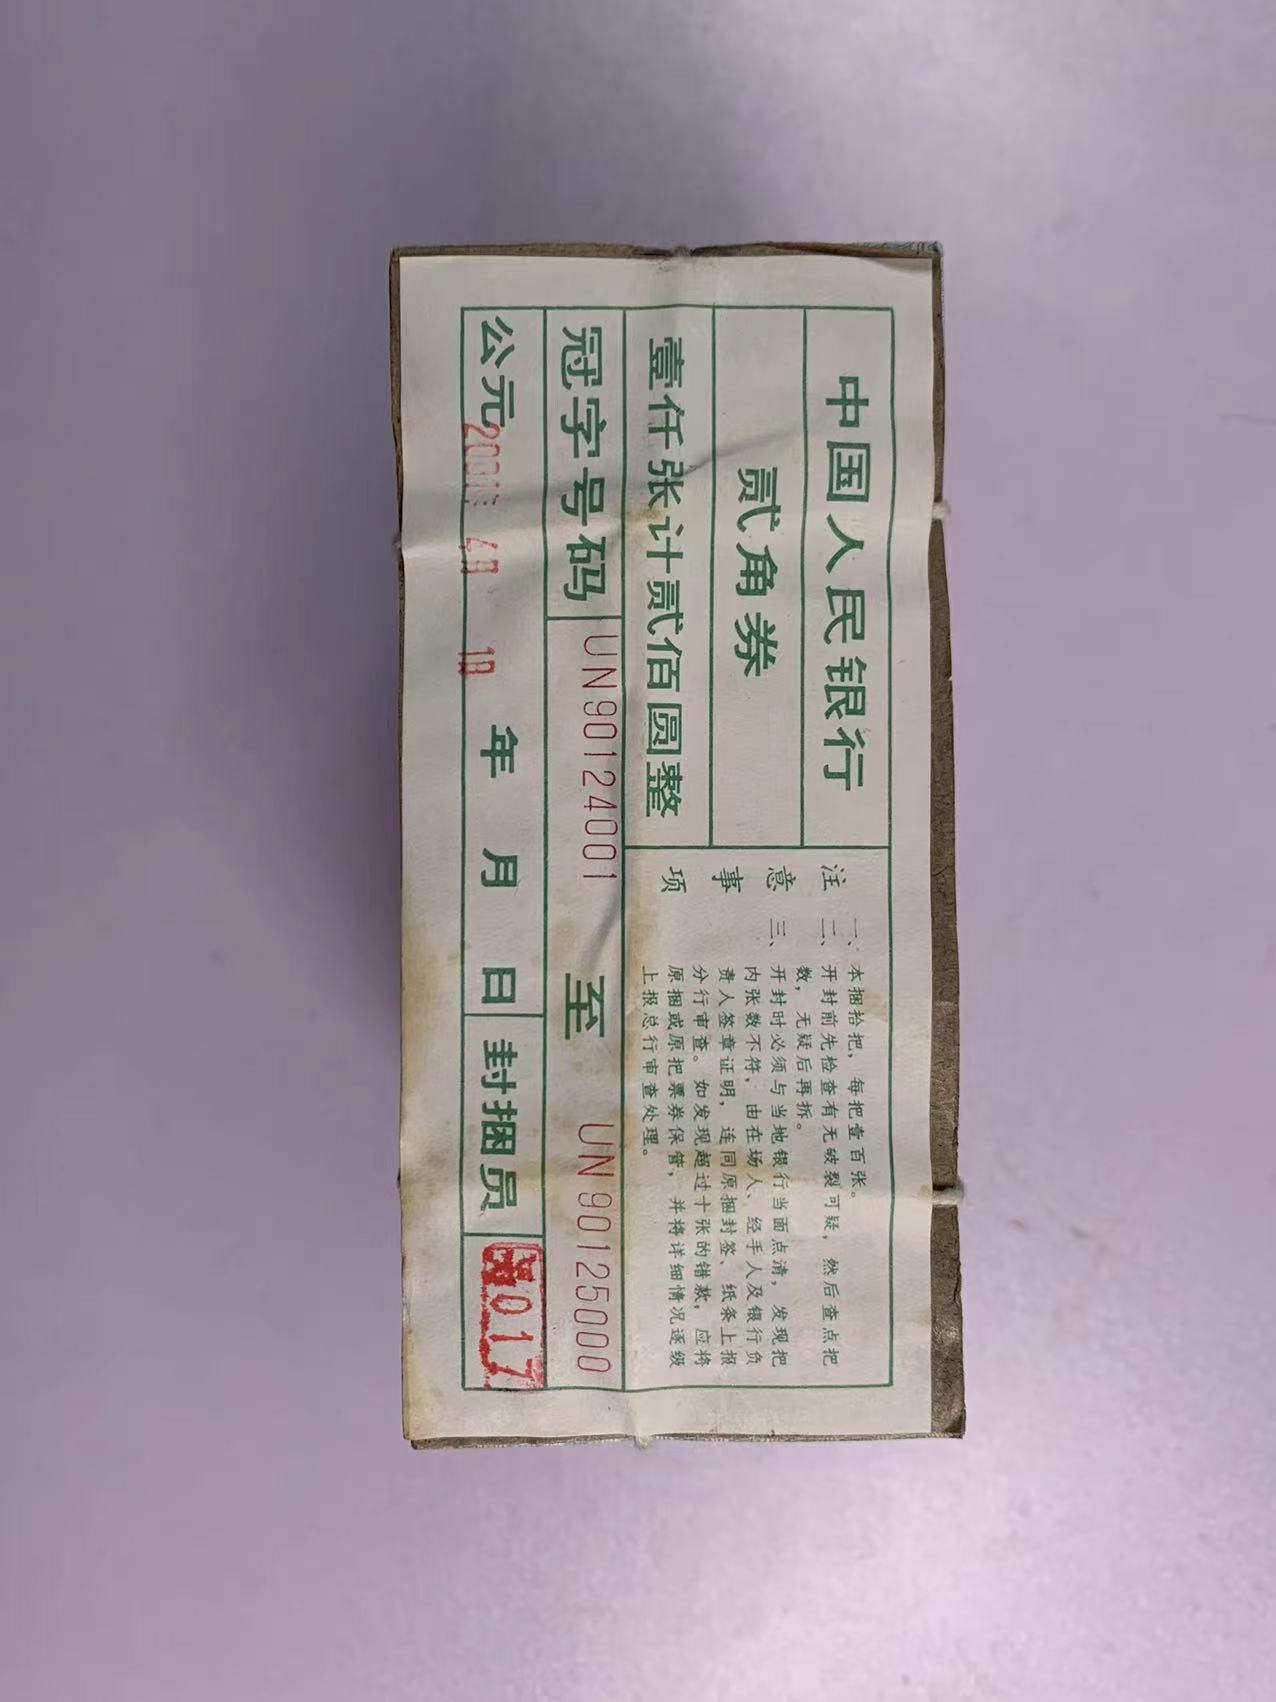 中国人民银行
贰角券
壹仟张计贰佰圆整
注意事项
一、本捆拾把，每把壹百张。
二、开封前先检查有无破裂可疑，然后查点把
数，无疑后再拆。
三、开封时必须与当地银行当面点清，发现把
内张数不符，由在场人、经手人及银行负
责人签章证明，连同原捆封签、纸条上报
分行审查。如发现超过十张的错款，应将
原捆或原把票券保管，并将详细情况逐级
上报总行审查处理。
冠字号码 UN90124001 至 UN90125000
公元 年 月 日 封捆员 017
4月 1日